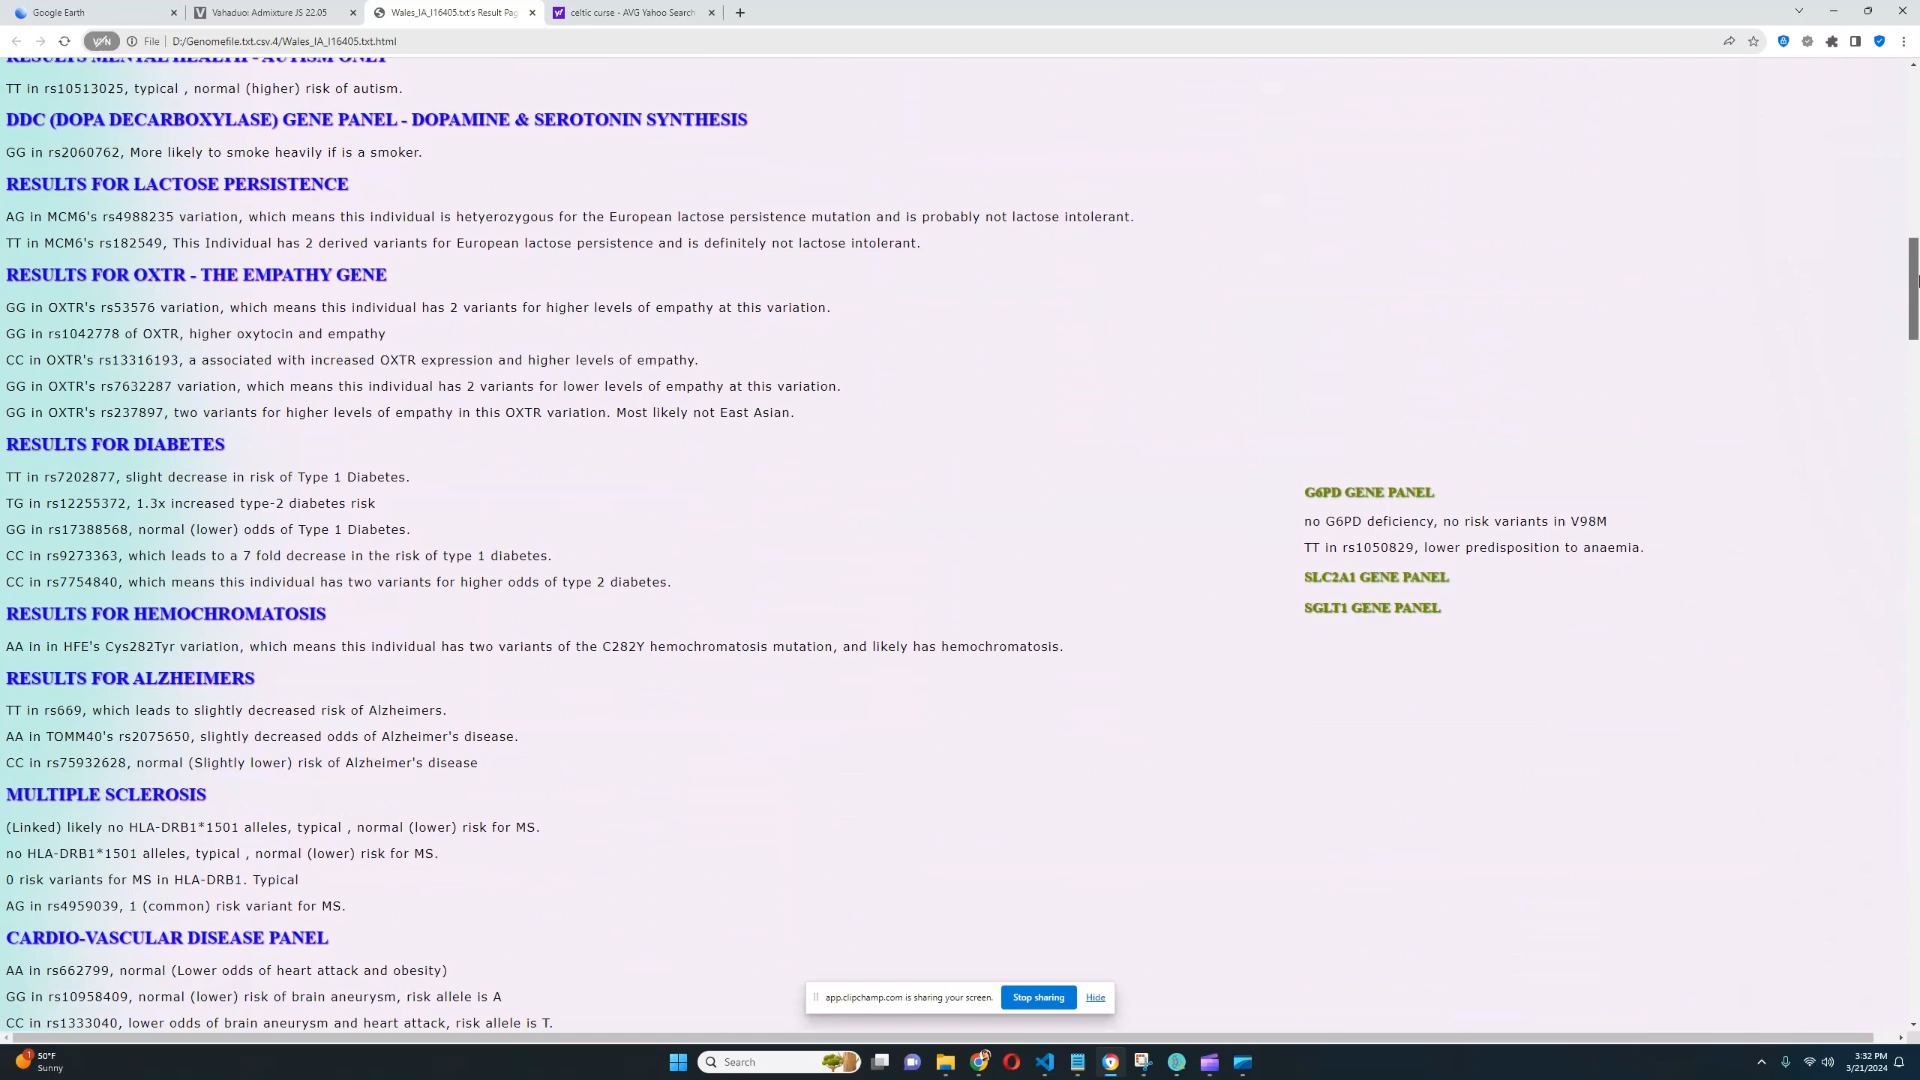 Google Earth
Vahaduo: Admixture JS 22.05
Wales_IA_I16405.txt's Result Pag
celtic curse - AVG Yahoo Search
VPN
File
D:/Genomefile.txt.csv.4/Wales_IA_I16405.txt.html
RESULTS MENTAL HEALTH - AUTISM ONLY
TT in rs10513025, typical , normal (higher) risk of autism.
DDC (DOPA DECARBOXYLASE) GENE PANEL - DOPAMINE & SEROTONIN SYNTHESIS
GG in rs2060762, More likely to smoke heavily if is a smoker.
RESULTS FOR LACTOSE PERSISTENCE
AG in MCM6's rs4988235 variation, which means this individual is hetyerozygous for the European lactose persistence mutation and is probably not lactose intolerant.
TT in MCM6's rs182549, This Individual has 2 derived variants for European lactose persistence and is definitely not lactose intolerant.
RESULTS FOR OXTR - THE EMPATHY GENE
GG in OXTR's rs53576 variation, which means this individual has 2 variants for higher levels of empathy at this variation.
GG in rs1042778 of OXTR, higher oxytocin and empathy
CC in OXTR's rs13316193, a associated with increased OXTR expression and higher levels of empathy.
GG in OXTR's rs7632287 variation, which means this individual has 2 variants for lower levels of empathy at this variation.
GG in OXTR's rs237897, two variants for higher levels of empathy in this OXTR variation. Most likely not East Asian.
RESULTS FOR DIABETES
TT in rs7202877, slight decrease in risk of Type 1 Diabetes.
TG in rs12255372, 1.3x increased type-2 diabetes risk
GG in rs17388568, normal (lower) odds of Type 1 Diabetes.
CC in rs9273363, which leads to a 7 fold decrease in the risk of type 1 diabetes.
CC in rs7754840, which means this individual has two variants for higher odds of type 2 diabetes.
RESULTS FOR HEMOCHROMATOSIS
AA in in HFE's Cys282Tyr variation, which means this individual has two variants of the C282Y hemochromatosis mutation, and likely has hemochromatosis.
RESULTS FOR ALZHEIMERS
TT in rs669, which leads to slightly decreased risk of Alzheimers.
AA in TOMM40's rs2075650, slightly decreased odds of Alzheimer's disease.
CC in rs75932628, normal (Slightly lower) risk of Alzheimer's disease
MULTIPLE SCLEROSIS
(Linked) likely no HLA-DRB1*1501 alleles, typical , normal (lower) risk for MS.
no HLA-DRB1*1501 alleles, typical , normal (lower) risk for MS.
0 risk variants for MS in HLA-DRB1. Typical
AG in rs4959039, 1 (common) risk variant for MS.
CARDIO-VASCULAR DISEASE PANEL
AA in rs662799, normal (Lower odds of heart attack and obesity)
GG in rs10958409, normal (lower) risk of brain aneurysm, risk allele is A
CC in rs1333040, lower odds of brain aneurysm and heart attack, risk allele is T.
G6PD GENE PANEL
no G6PD deficiency, no risk variants in V98M
TT in rs1050829, lower predisposition to anaemia.
SLC2A1 GENE PANEL
SGLT1 GENE PANEL
app.clipchamp.com is sharing your screen.
Stop sharing
Hide
1
50°F
Sunny
Search
3:32 PM
3/21/2024